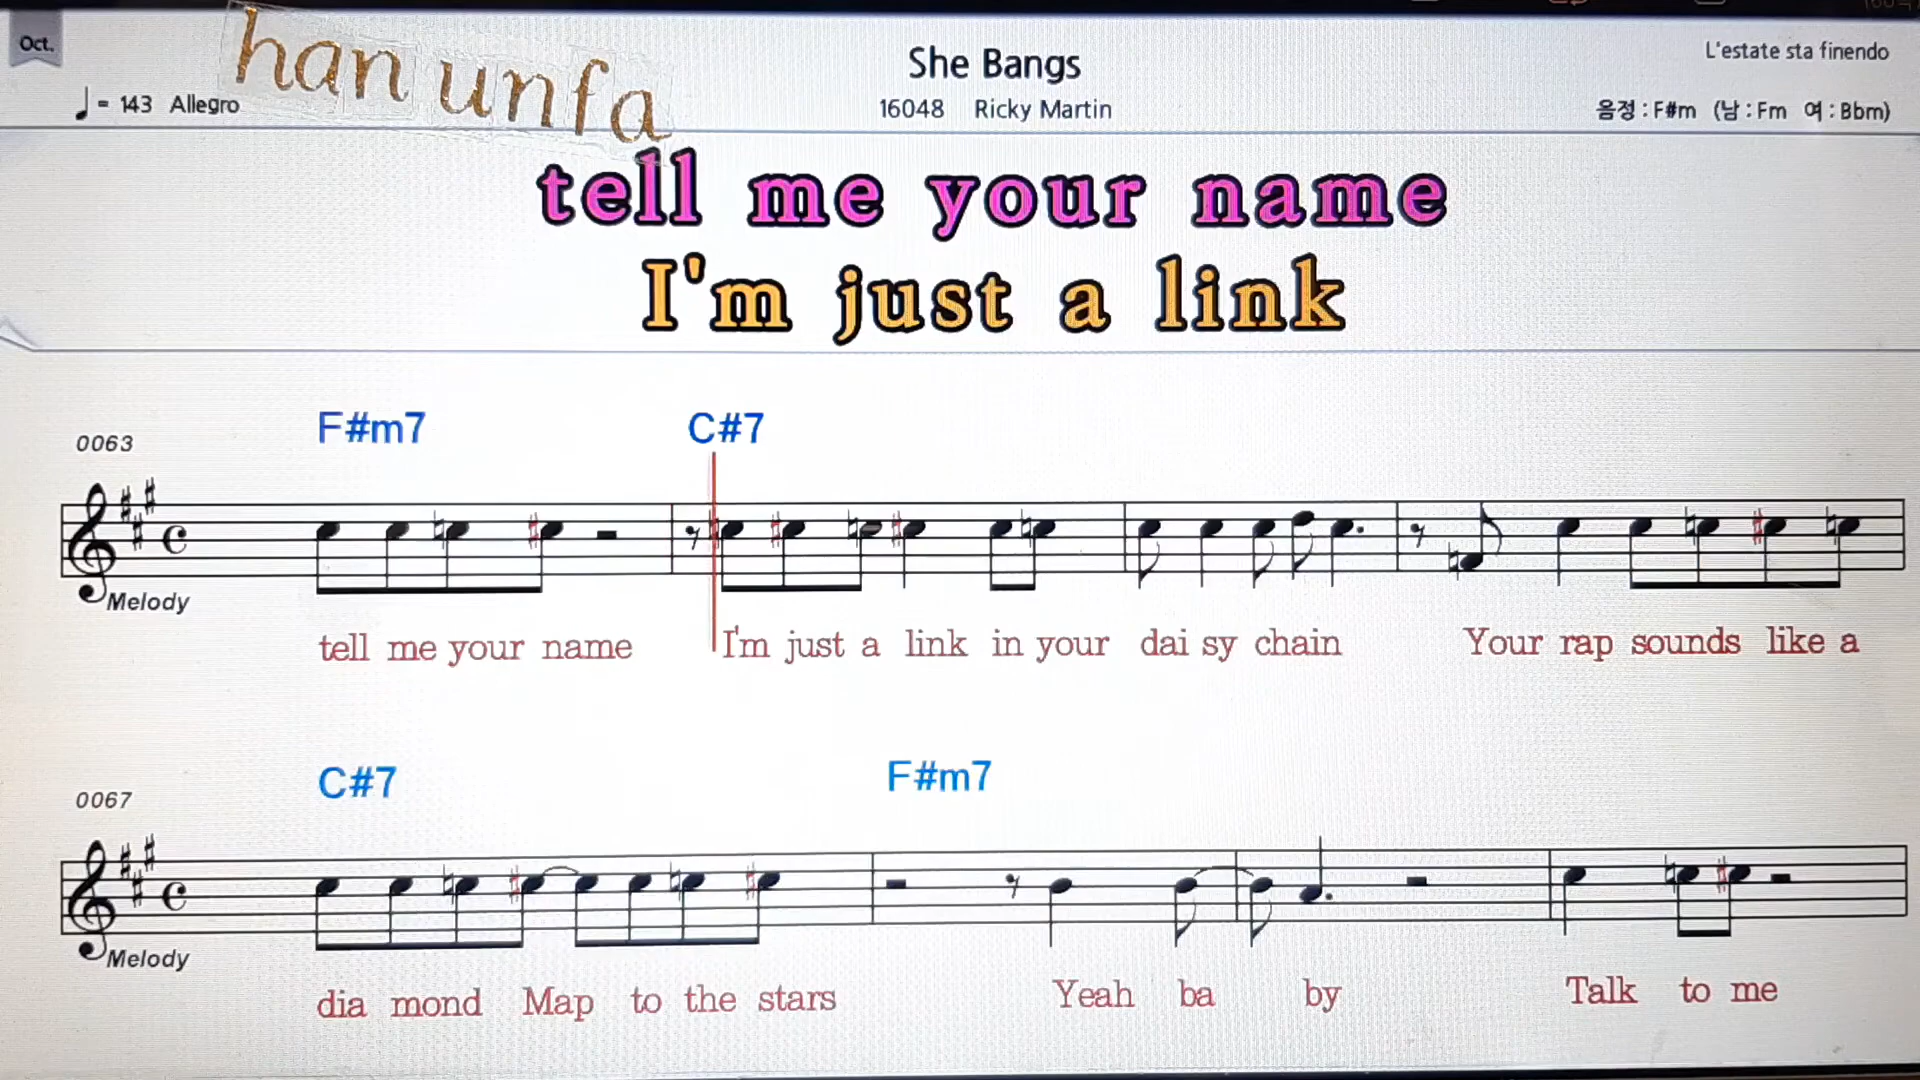 Oct.
han unfa
She Bangs
L'estate sta finendo
♩ = 143 Allegro
16048 Ricky Martin
음정 : F#m (남 : Fm 여 : Bbm)
tell me your name
I'm just a link
F#m7 C#7
0063
Melody
tell me your name I'm just a link in your dai sy chain Your rap sounds like a
C#7 F#m7
0067
Melody
dia mond Map to the stars Yeah ba by Talk to me